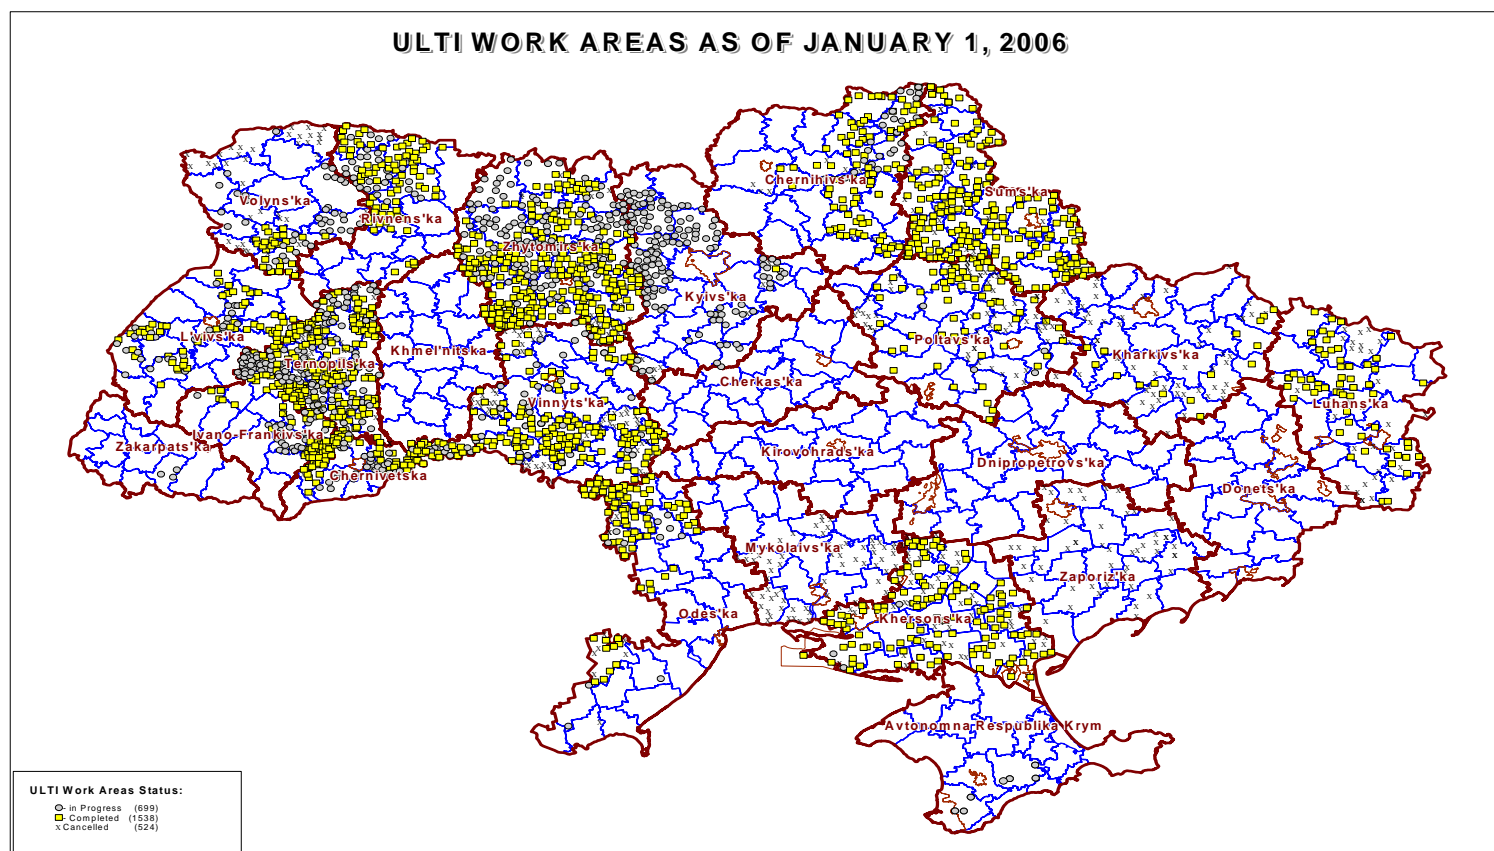 ULTI WORK AREAS AS OF JANUARY 1, 2006
Chernihivs'ka
Sums'ka
Volyns'ka
Rivnens'ka
Zhytomirs'ka
Kyivs'ka
L'vivs'ka
Ternopils'ka
Khmel'nitska
Poltavs'ka
Kharkivs'ka
Cherkas'ka
Vinnyts'ka
Luhans'ka
Ivano-Frankivs'ka
Zakarpats'ka
Kirovohrads'ka
Dnipropetrovs'ka
Chernivetska
Donets'ka
Mykolaivs'ka
Zaporiz'ka
Odes'ka
Khersons'ka
Avtonomna Respublika Krym
ULTI Work Areas Status:
- in Progress (699)
- Completed (1538)
x Cancelled (524)